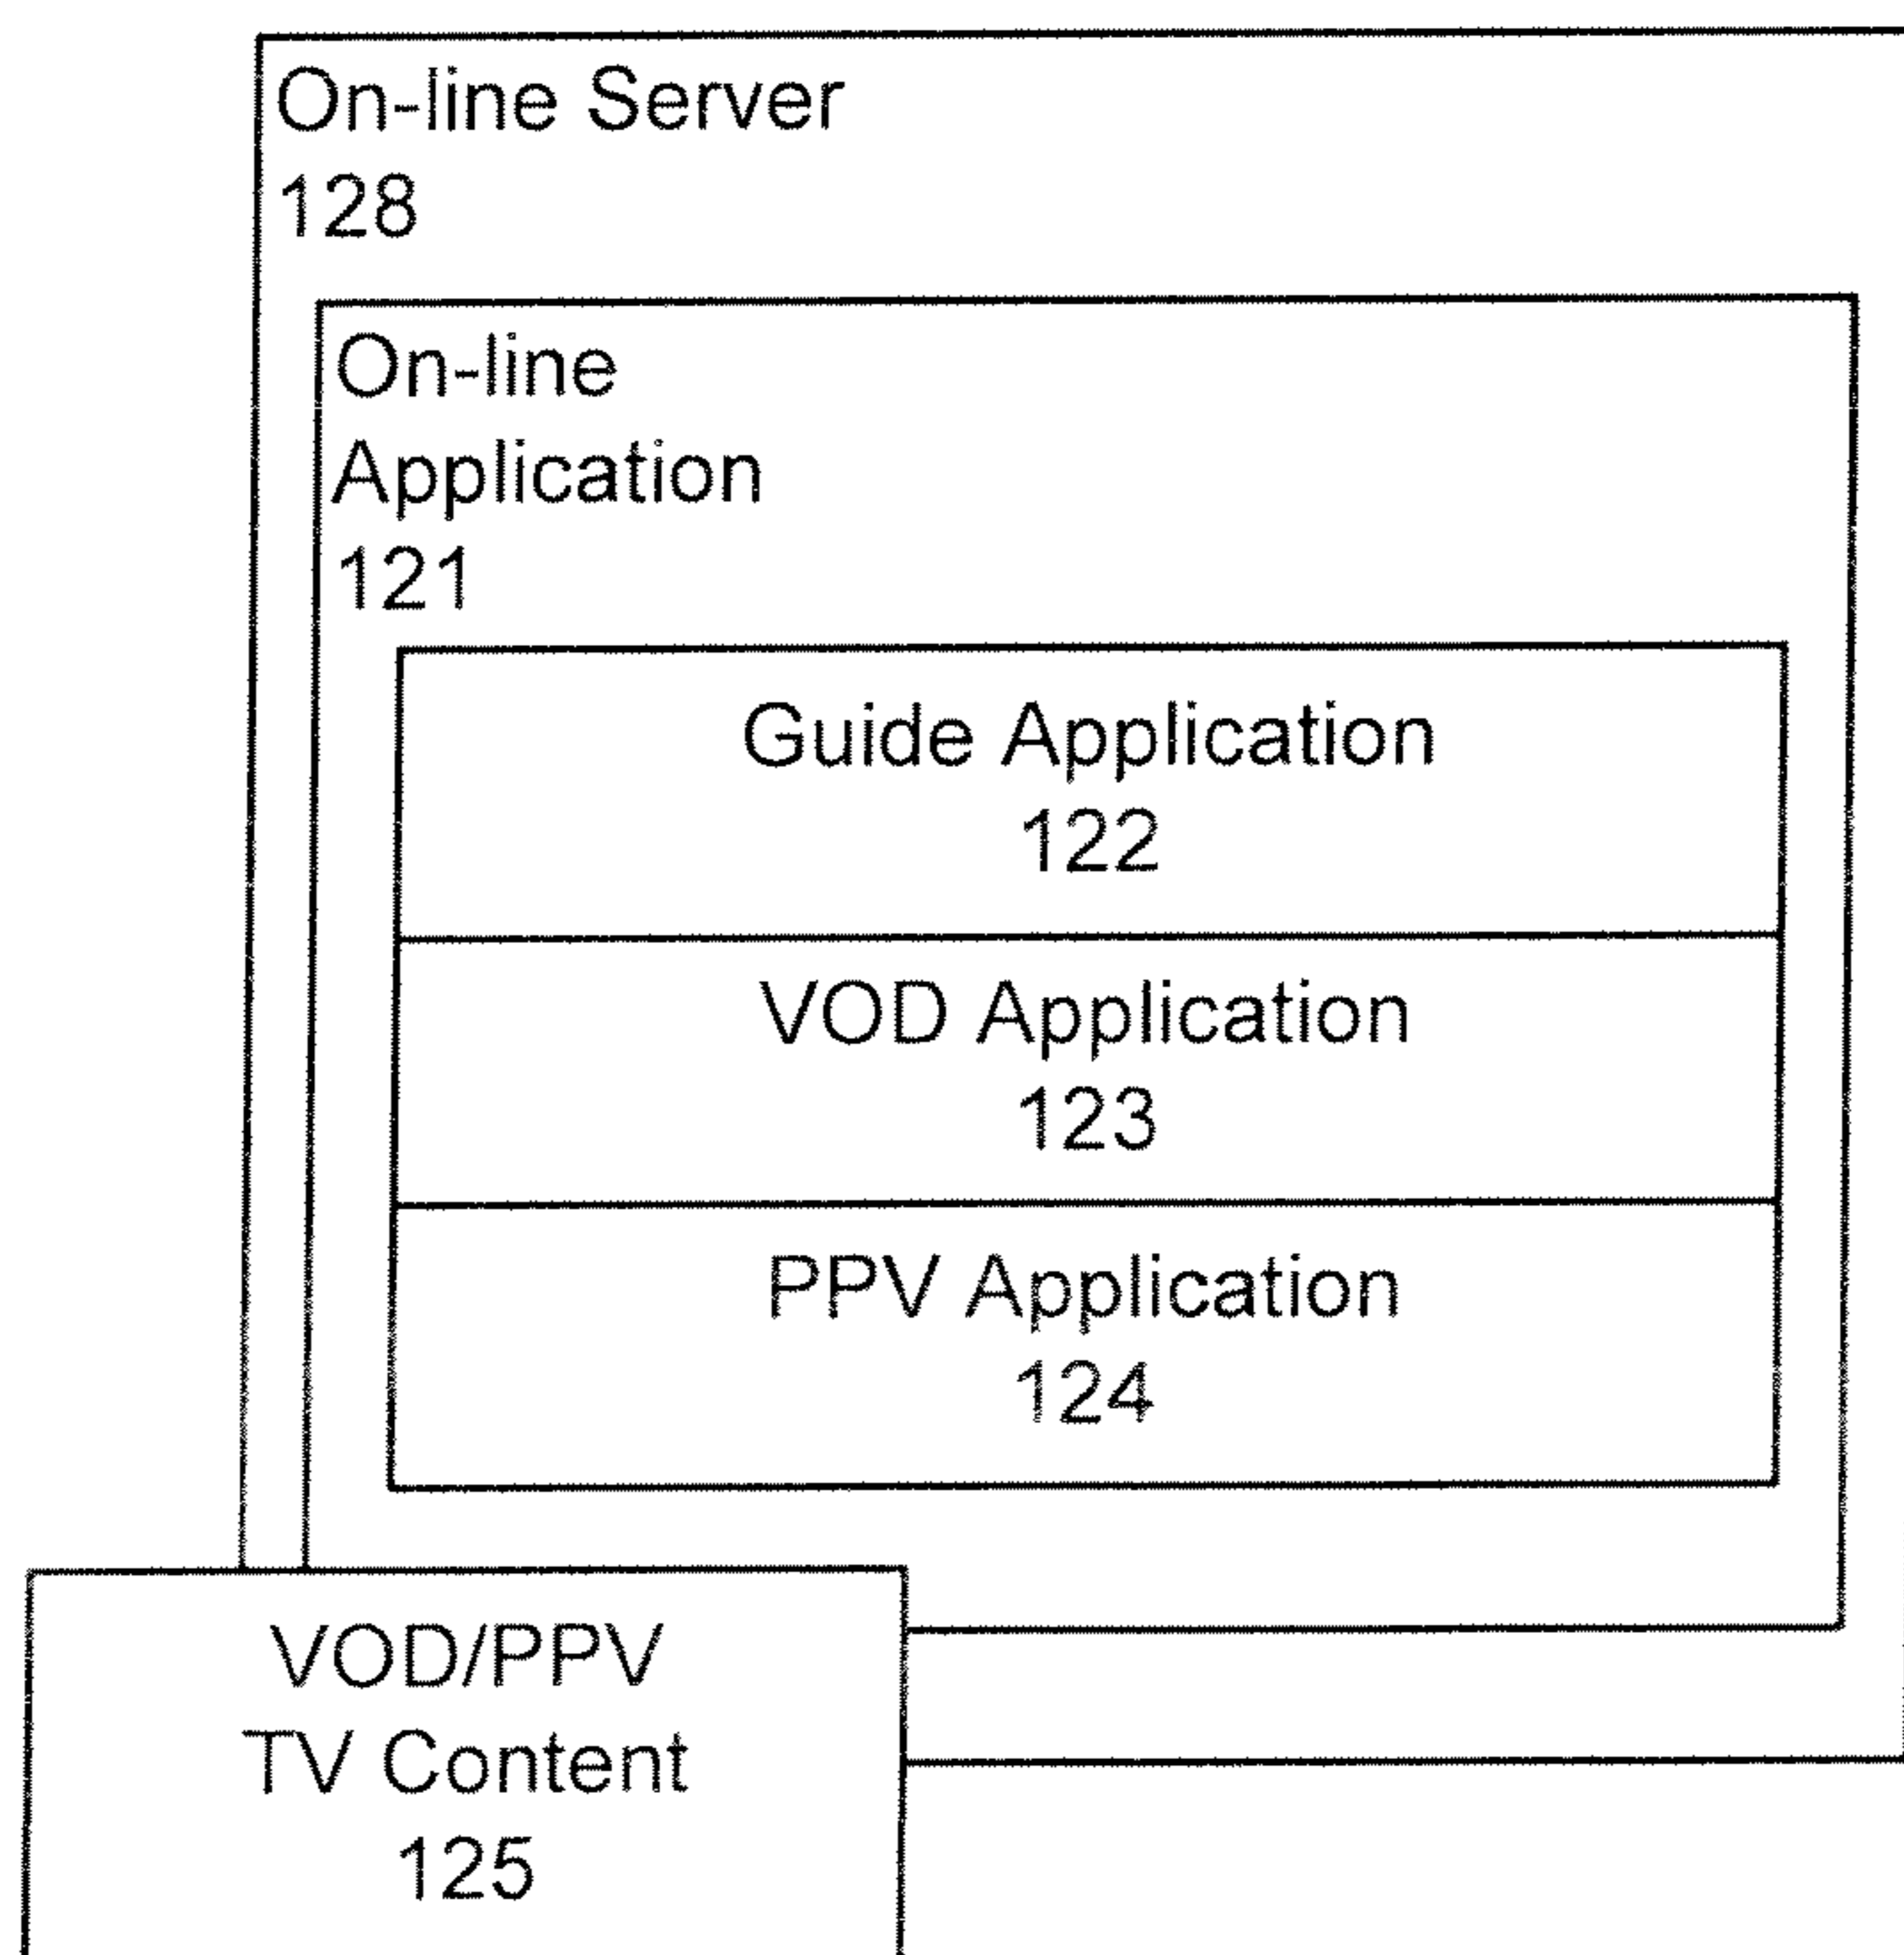 On-line Server
128
On-line
Application
121
Guide Application
122
VOD Application
123
PPV Application
124
VOD/PPV
TV Content
125